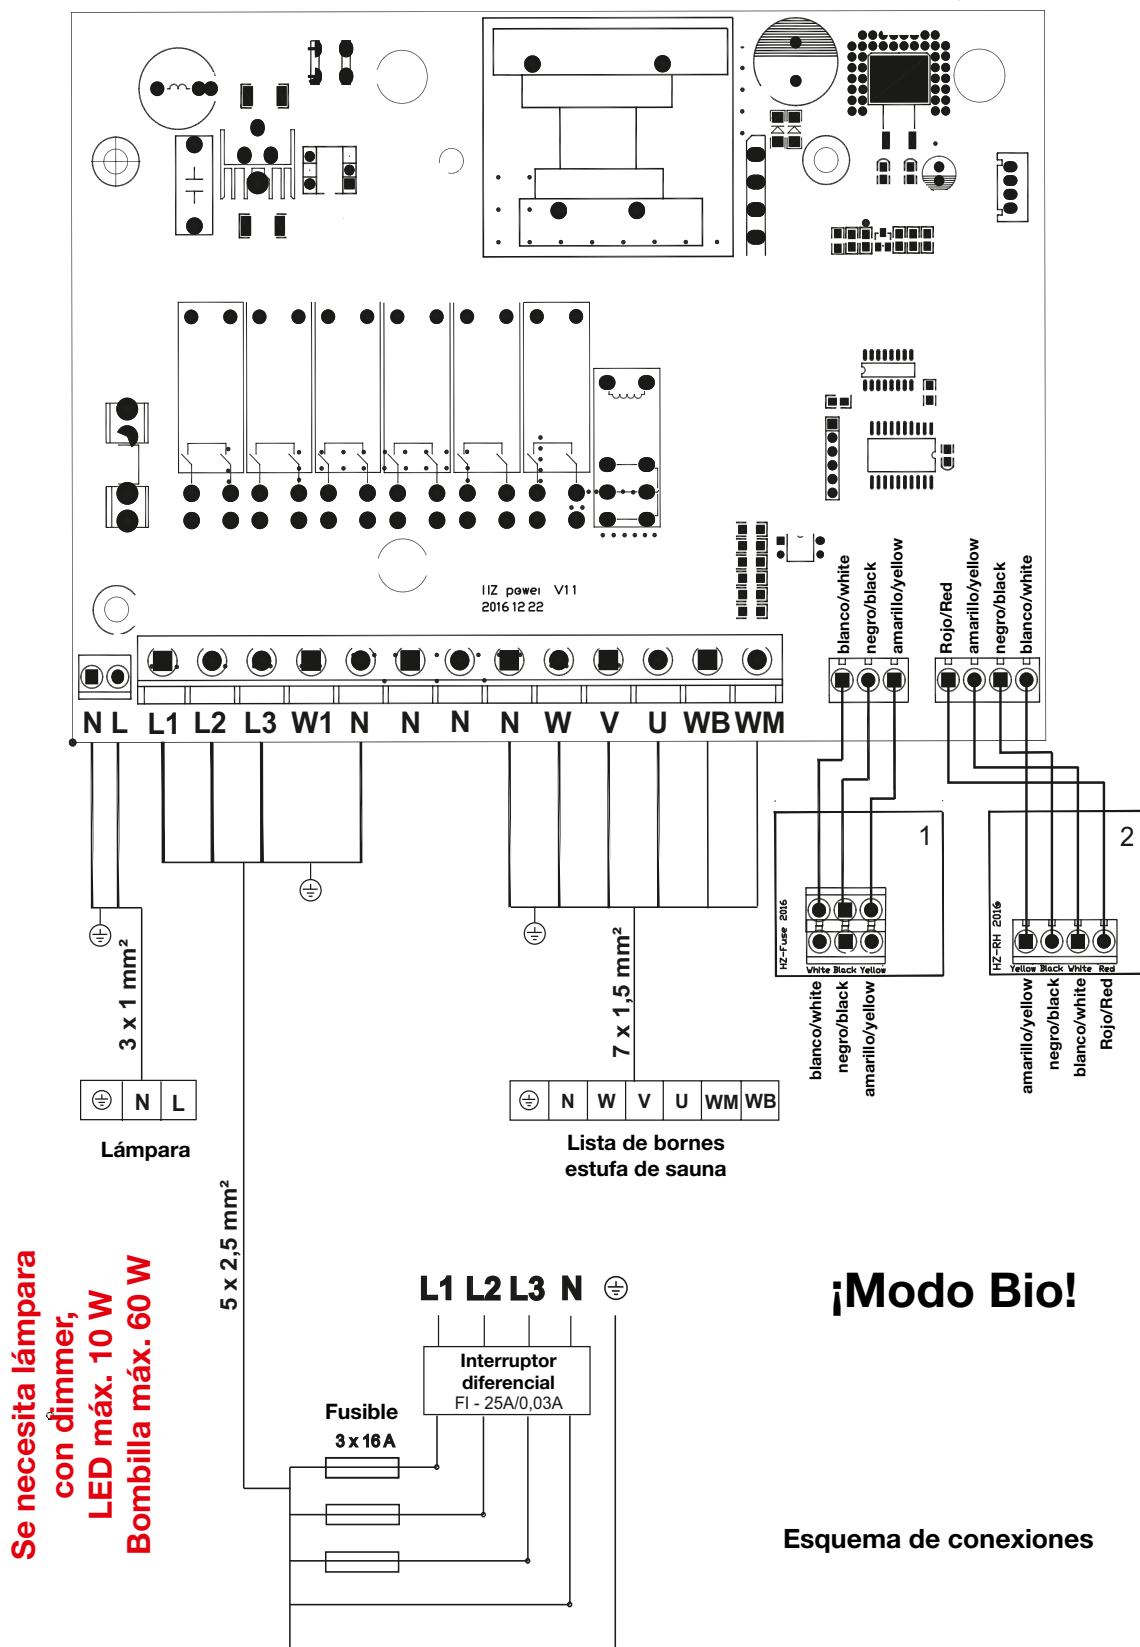 IIZ power V11
2016 12 22
blanco/white
negro/black
amarillo/yellow
Rojo/Red
amarillo/yellow
negro/black
blanco/white
N L L1 L2 L3 W1 N N N N W V U WB WM
1
2
HZ-Fuse 2016
White Black Yellow
HZ-RH 2016
Yellow Black White Red
blanco/white
negro/black
amarillo/yellow
amarillo/yellow
negro/black
blanco/white
Rojo/Red
3 x 1 mm²
7 x 1,5 mm²
N L
Lámpara
N W V U WM WB
Lista de bornes
estufa de sauna
5 x 2,5 mm²
L1 L2 L3 N
Interruptor
diferencial
FI - 25A/0,03A
Fusible
3 x 16 A
¡Modo Bio!
Se necesita lámpara
con dimmer,
LED máx. 10 W
Bombilla máx. 60 W
Esquema de conexiones